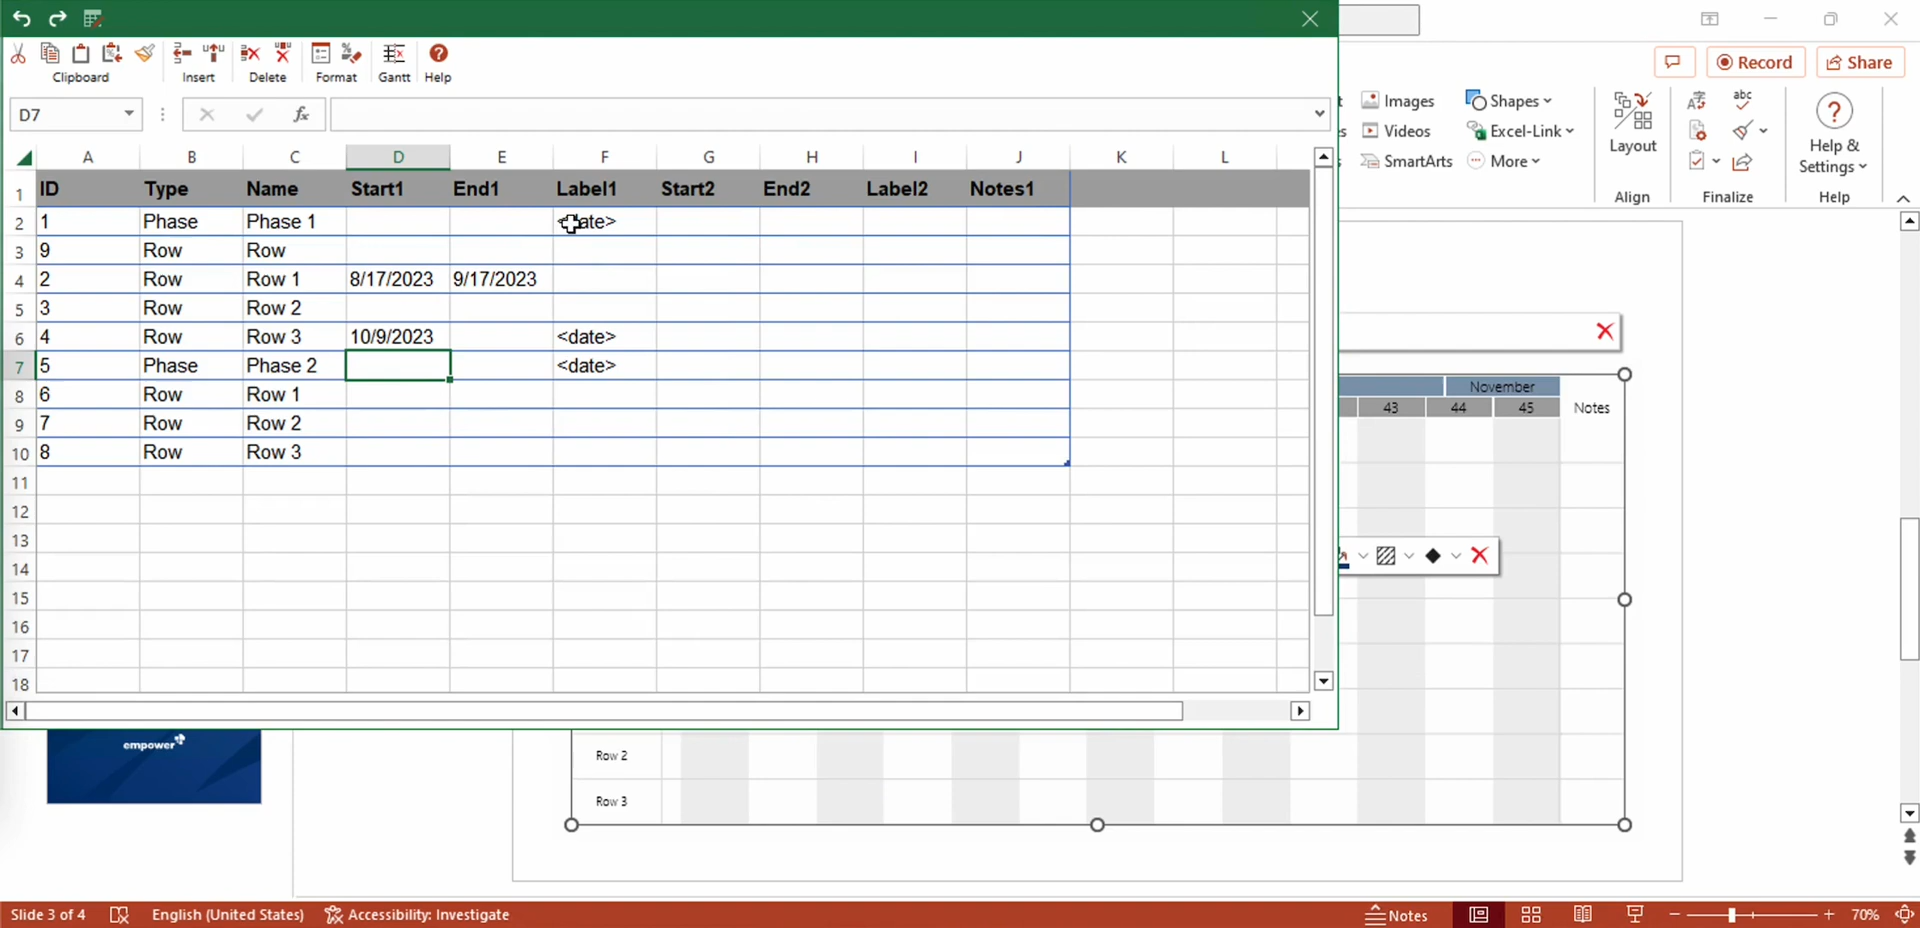 Record
Share
Clipboard
Insert
Delete
Format
Gantt
Help
Images
Videos
SmartArts
Shapes
Excel-Link
More
Layout
Align
abc
Finalize
Help &
Settings
Help
D7
fx
A B C D E F G H I J K L
1 ID Type Name Start1 End1 Label1 Start2 End2 Label2 Notes1
2 1 Phase Phase 1 <date>
3 9 Row Row
4 2 Row Row 1 8/17/2023 9/17/2023
5 3 Row Row 2
6 4 Row Row 3 10/9/2023 <date>
7 5 Phase Phase 2 <date>
8 6 Row Row 1
9 7 Row Row 2
10 8 Row Row 3
11
12
13
14
15
16
17
18
November
43 44 45 Notes
empower
Row 2
Row 3
Slide 3 of 4 English (United States) Accessibility: Investigate Notes 70%